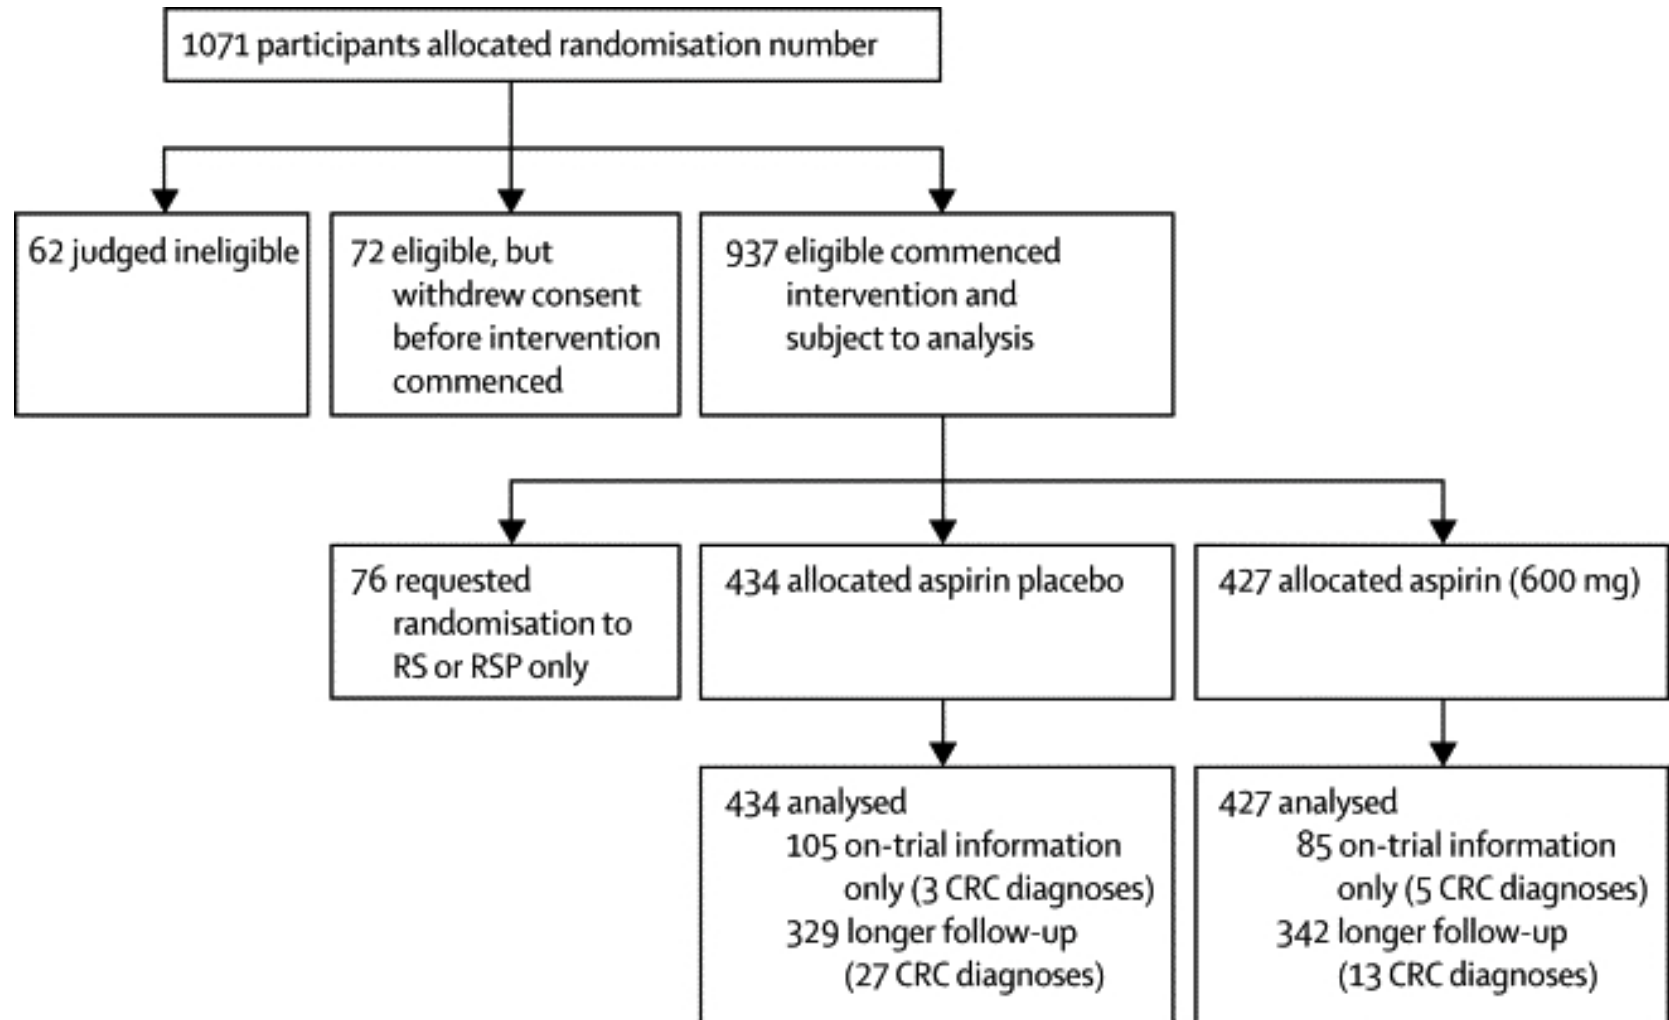 1071 participants allocated randomisation number
62 judged ineligible
72 eligible, but
withdrew consent
before intervention
commenced
937 eligible commenced
intervention and
subject to analysis
76 requested
randomisation to
RS or RSP only
434 allocated aspirin placebo
427 allocated aspirin (600 mg)
434 analysed
105 on-trial information
only (3 CRC diagnoses)
329 longer follow-up
(27 CRC diagnoses)
427 analysed
85 on-trial information
only (5 CRC diagnoses)
342 longer follow-up
(13 CRC diagnoses)